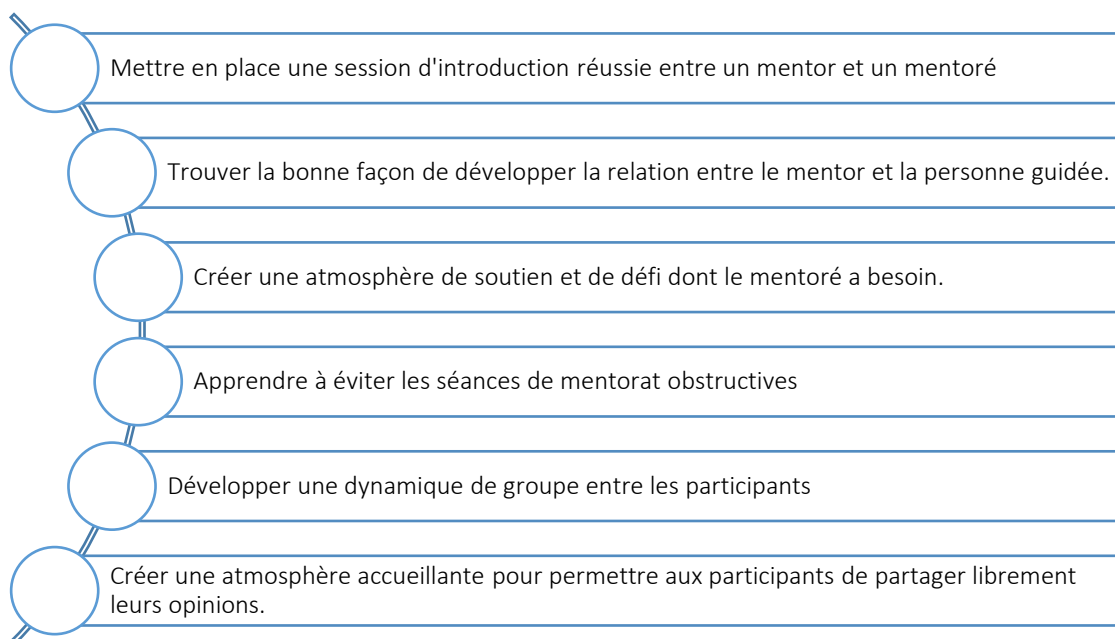 Mettre en place une session d'introduction réussie entre un mentor et un mentoré
Trouver la bonne façon de développer la relation entre le mentor et la personne guidée.
Créer une atmosphère de soutien et de défi dont le mentoré a besoin.
Apprendre à éviter les séances de mentorat obstructives
Développer une dynamique de groupe entre les participants
Créer une atmosphère accueillante pour permettre aux participants de partager librement
leurs opinions.